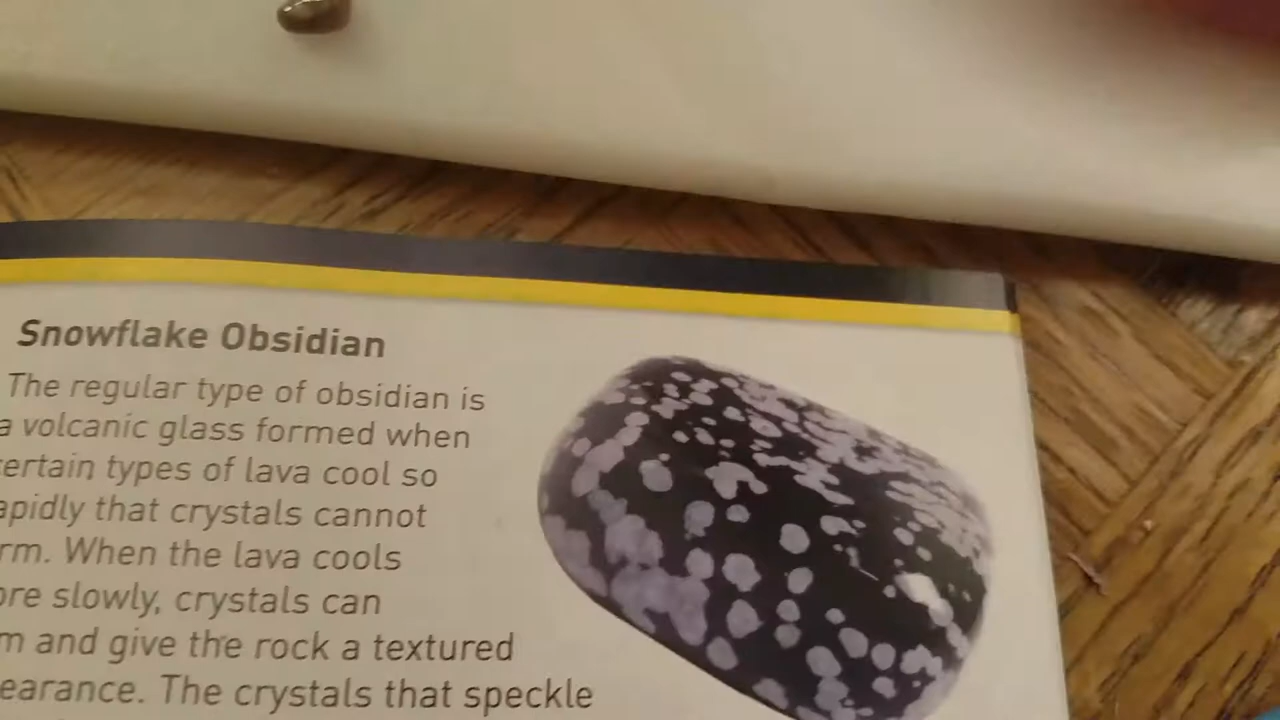 Snowflake Obsidian
The regular type of obsidian is
a volcanic glass formed when
ertain types of lava cool so
apidly that crystals cannot
rm. When the lava cools
ore slowly, crystals can
m and give the rock a textured
earance. The crystals that speckle